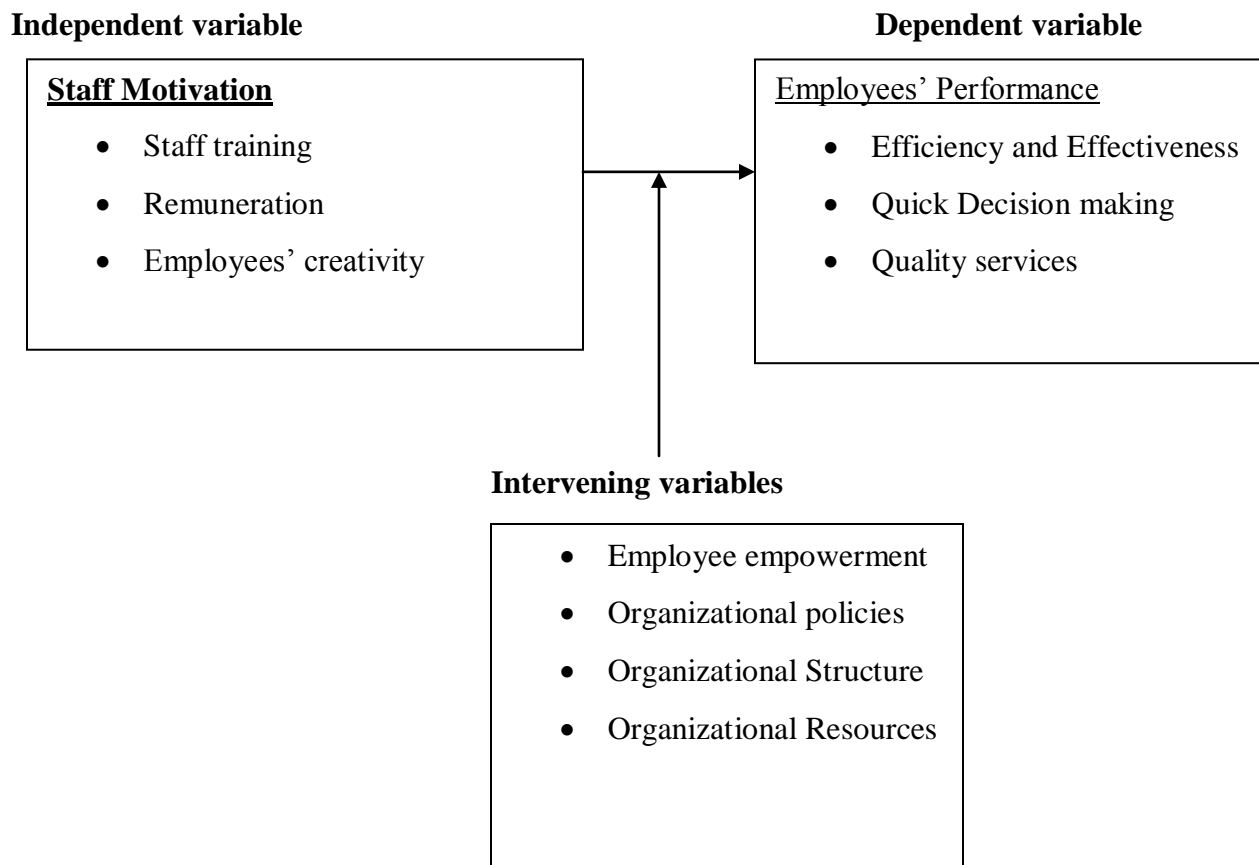 Independent variable
Dependent variable
Staff Motivation
• Staff training
• Remuneration
• Employees’ creativity
Employees’ Performance
• Efficiency and Effectiveness
• Quick Decision making
• Quality services
Intervening variables
• Employee empowerment
• Organizational policies
• Organizational Structure
• Organizational Resources